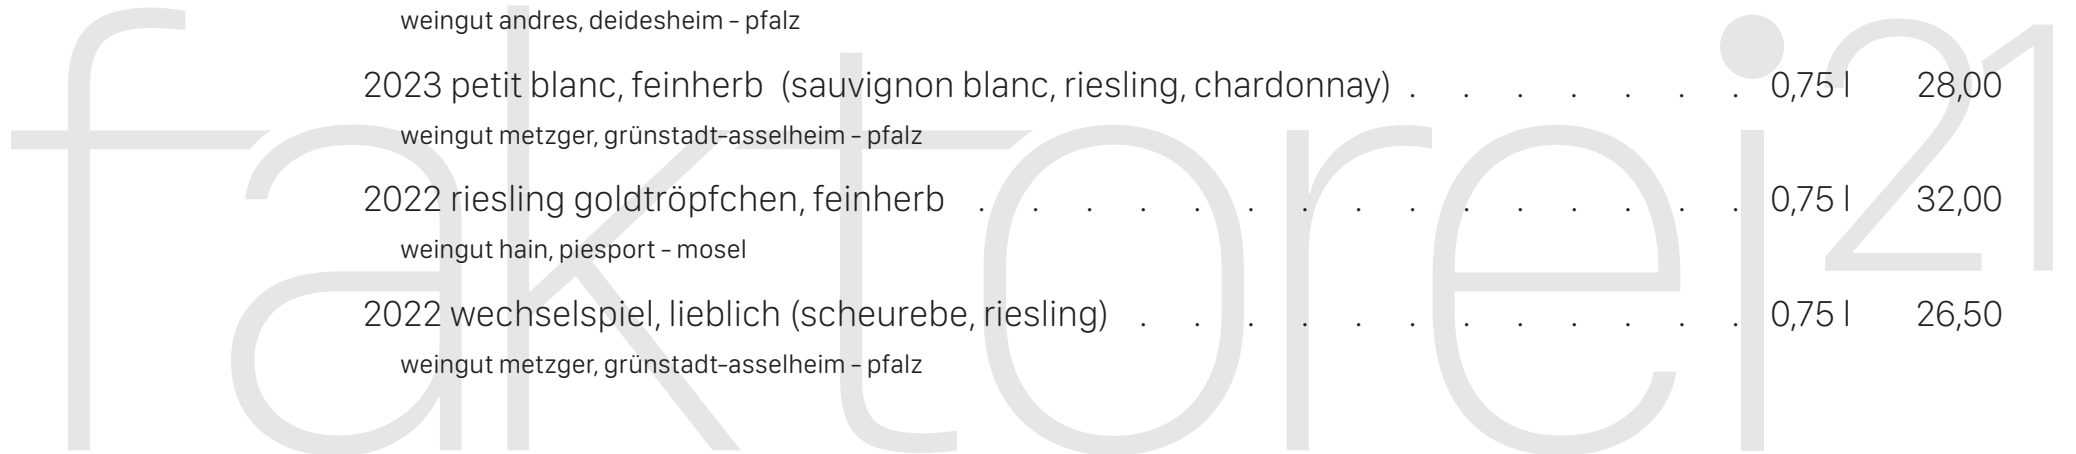 weingut andres, deidesheim - pfalz
2023 petit blanc, feinherb (sauvignon blanc, riesling, chardonnay) . . . . . . . 0,75 l 28,00
weingut metzger, grünstadt-asselheim - pfalz
2022 riesling goldtröpfchen, feinherb . . . . . . . . . . . . . . . 0,75 l 32,00
weingut hain, piesport - mosel
2022 wechselspiel, lieblich (scheurebe, riesling) . . . . . . . . . . . . 0,75 l 26,50
weingut metzger, grünstadt-asselheim - pfalz
faktorei21